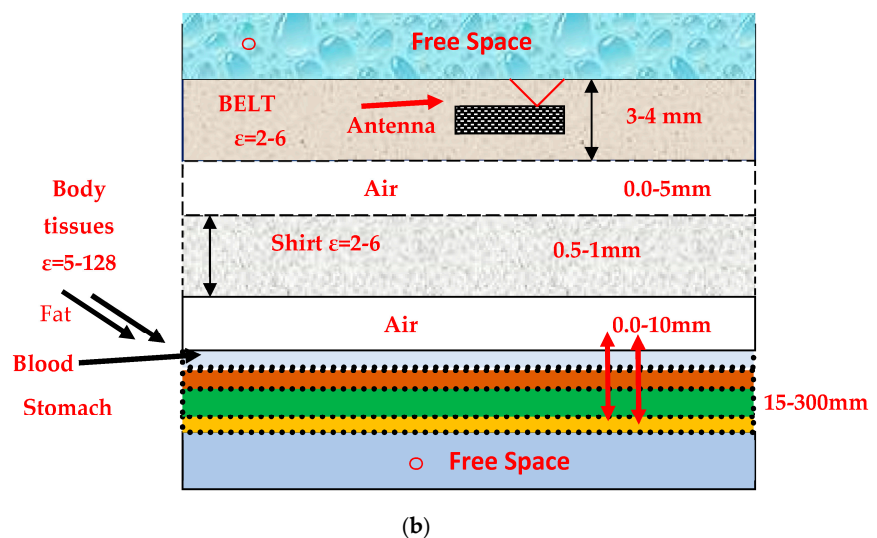 Free Space
BELT
ε=2-6
Antenna
3-4 mm
Air
0.0-5mm
Body
tissues
ε=5-128
Shirt ε=2-6
0.5-1mm
Fat
Air
0.0-10mm
Blood
Stomach
15-300mm
Free Space
(b)